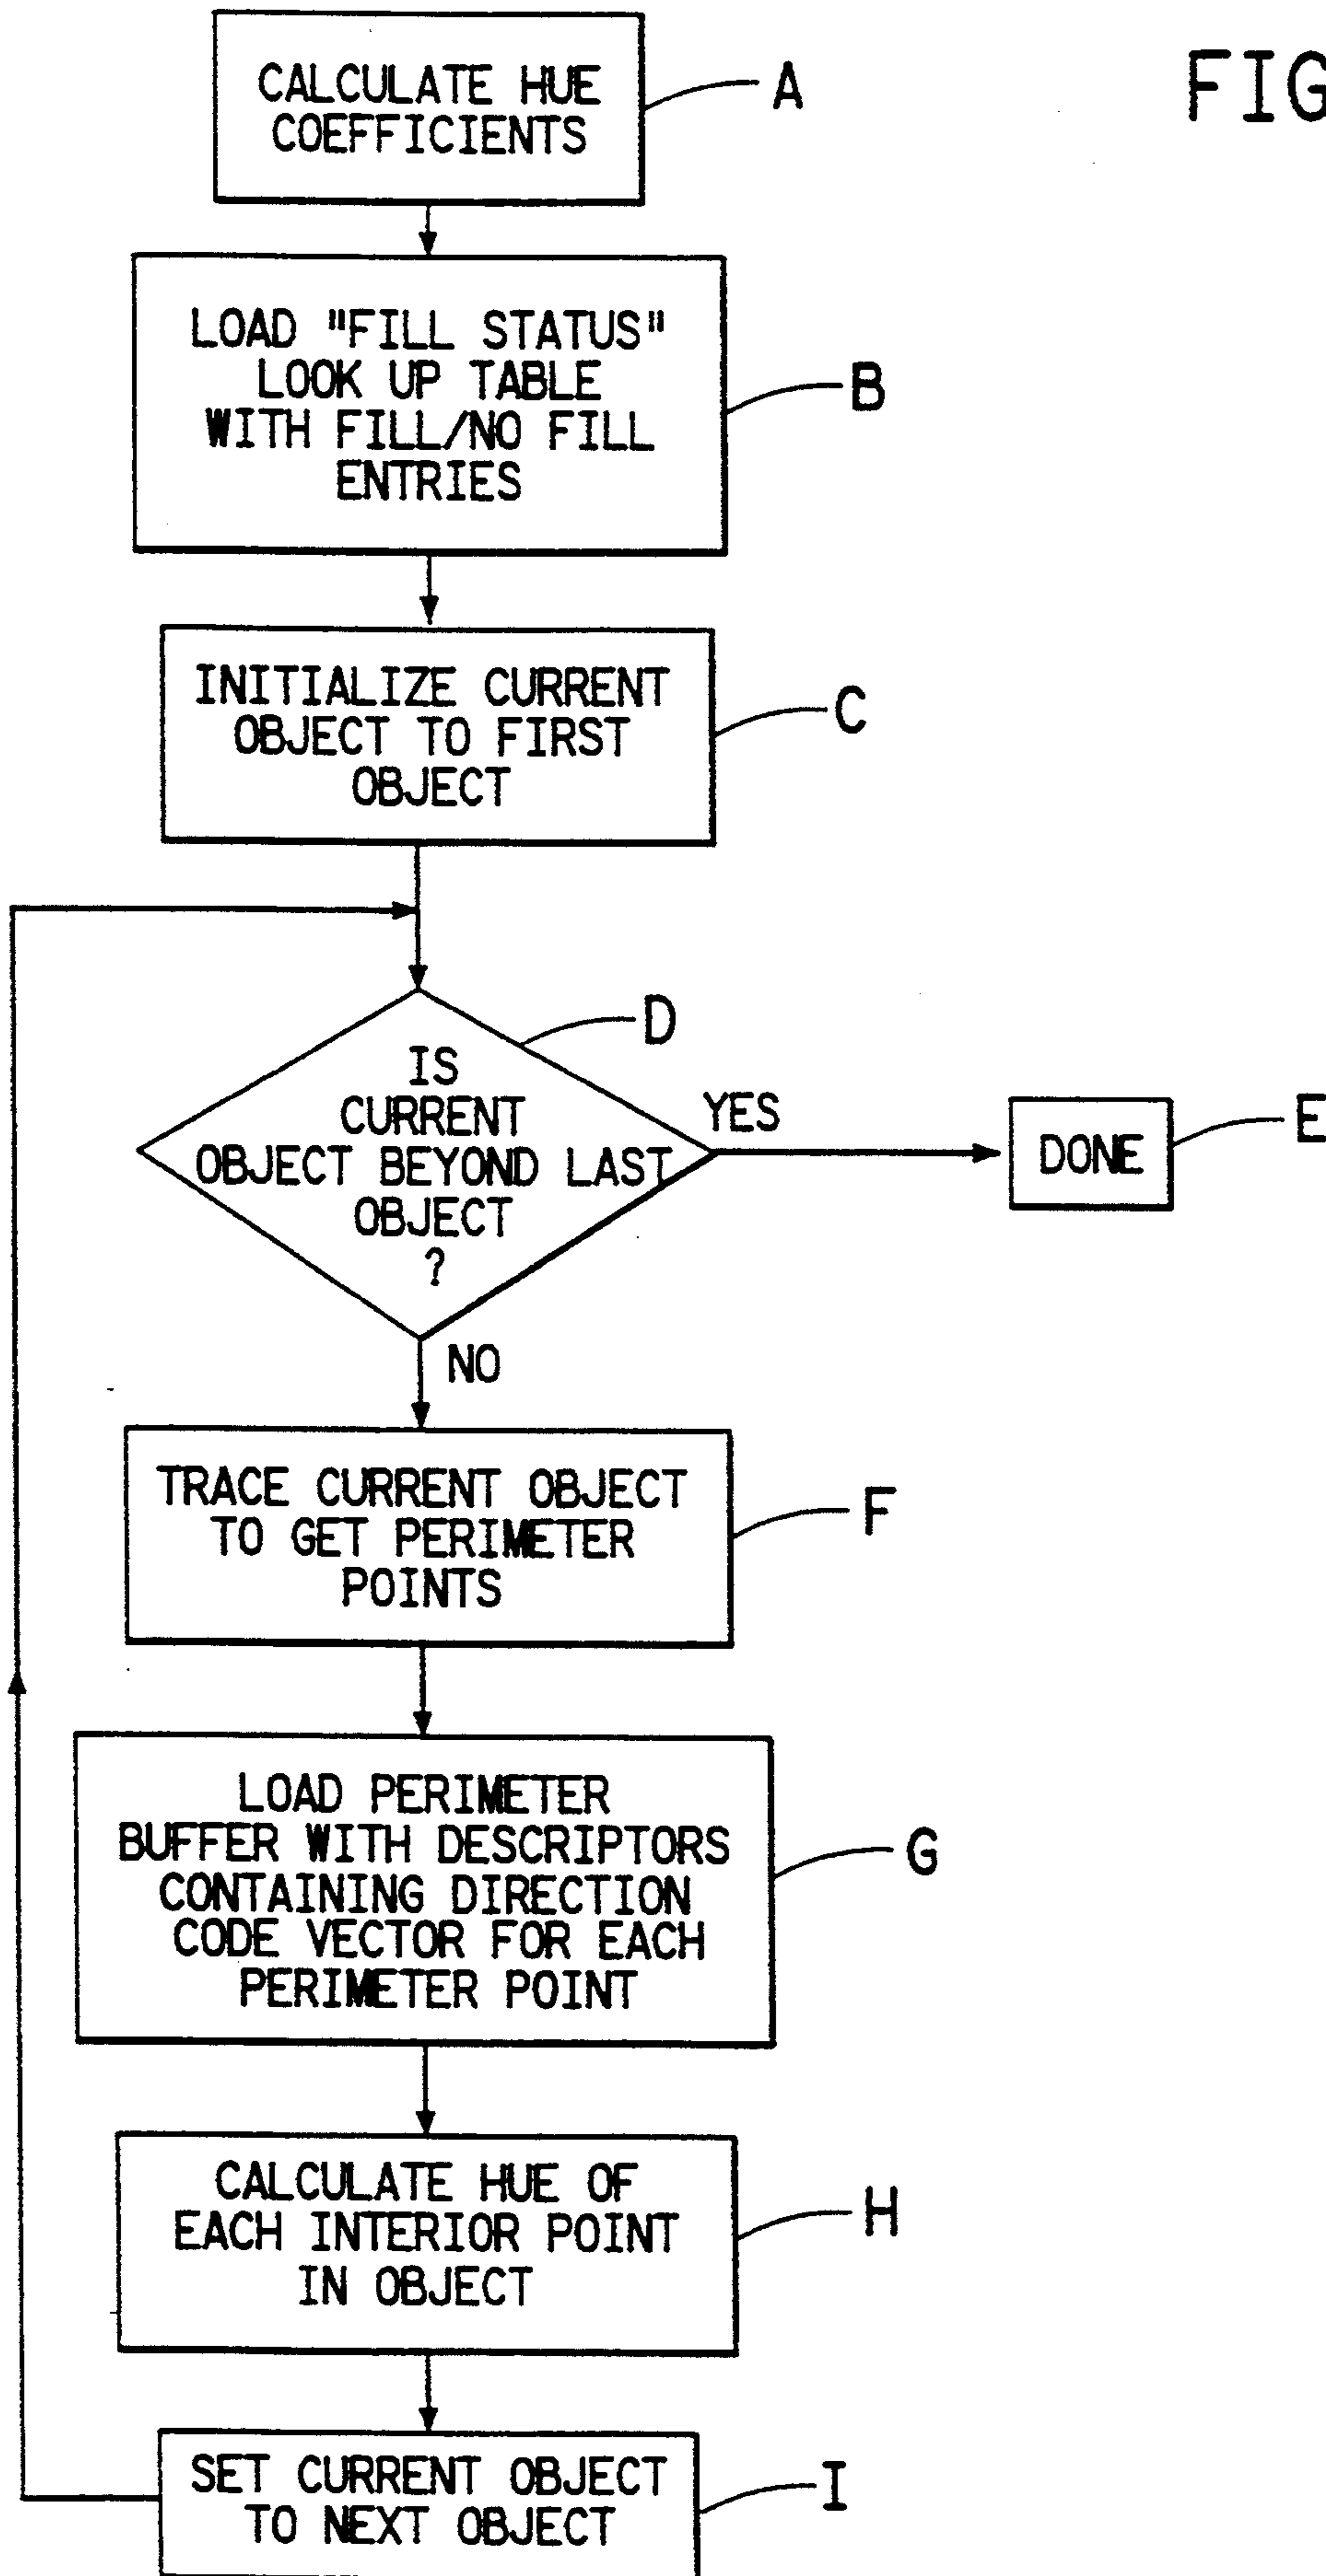 FIG
CALCULATE HUE
COEFFICIENTS
A
LOAD "FILL STATUS"
LOOK UP TABLE
WITH FILL/NO FILL
ENTRIES
B
INITIALIZE CURRENT
OBJECT TO FIRST
OBJECT
C
IS
CURRENT
OBJECT BEYOND LAST
OBJECT
?
D
YES
DONE
E
NO
TRACE CURRENT OBJECT
TO GET PERIMETER
POINTS
F
LOAD PERIMETER
BUFFER WITH DESCRIPTORS
CONTAINING DIRECTION
CODE VECTOR FOR EACH
PERIMETER POINT
G
CALCULATE HUE OF
EACH INTERIOR POINT
IN OBJECT
H
SET CURRENT OBJECT
TO NEXT OBJECT
I